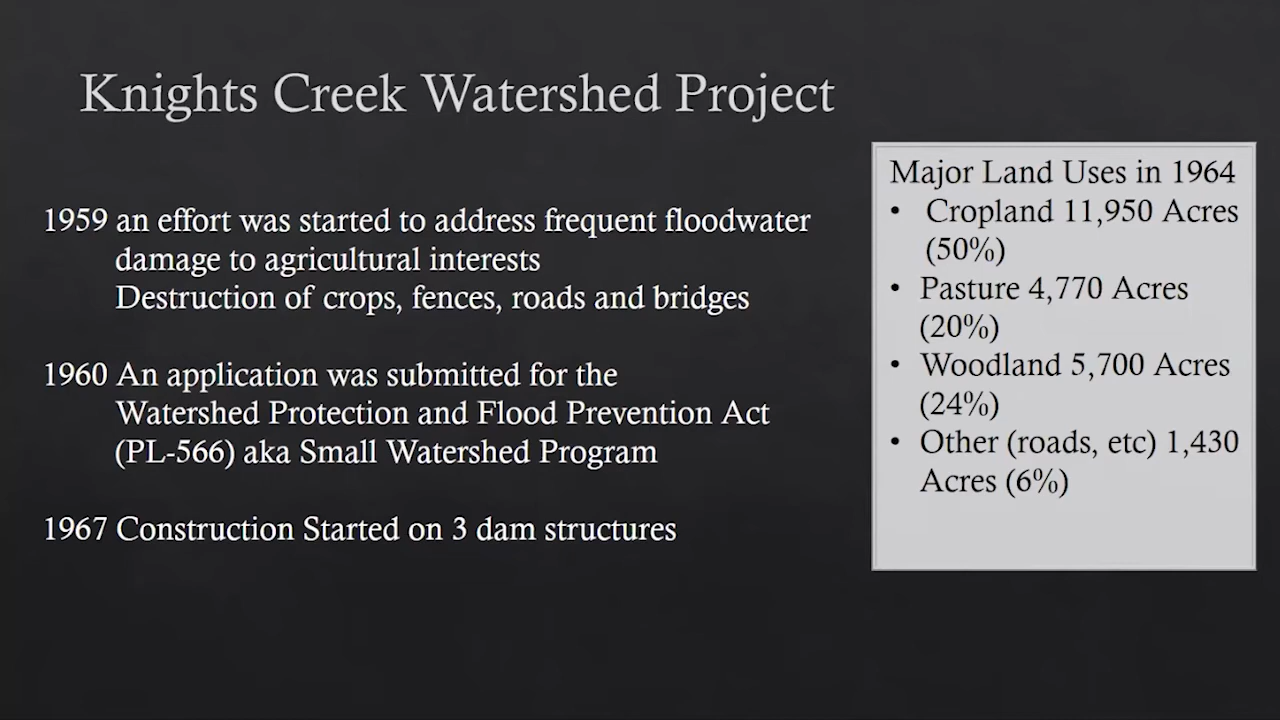 Knights Creek Watershed Project
1959 an effort was started to address frequent floodwater
damage to agricultural interests
Destruction of crops, fences, roads and bridges
1960 An application was submitted for the
Watershed Protection and Flood Prevention Act
(PL-566) aka Small Watershed Program
1967 Construction Started on 3 dam structures
Major Land Uses in 1964
• Cropland 11,950 Acres
(50%)
• Pasture 4,770 Acres
(20%)
• Woodland 5,700 Acres
(24%)
• Other (roads, etc) 1,430
Acres (6%)